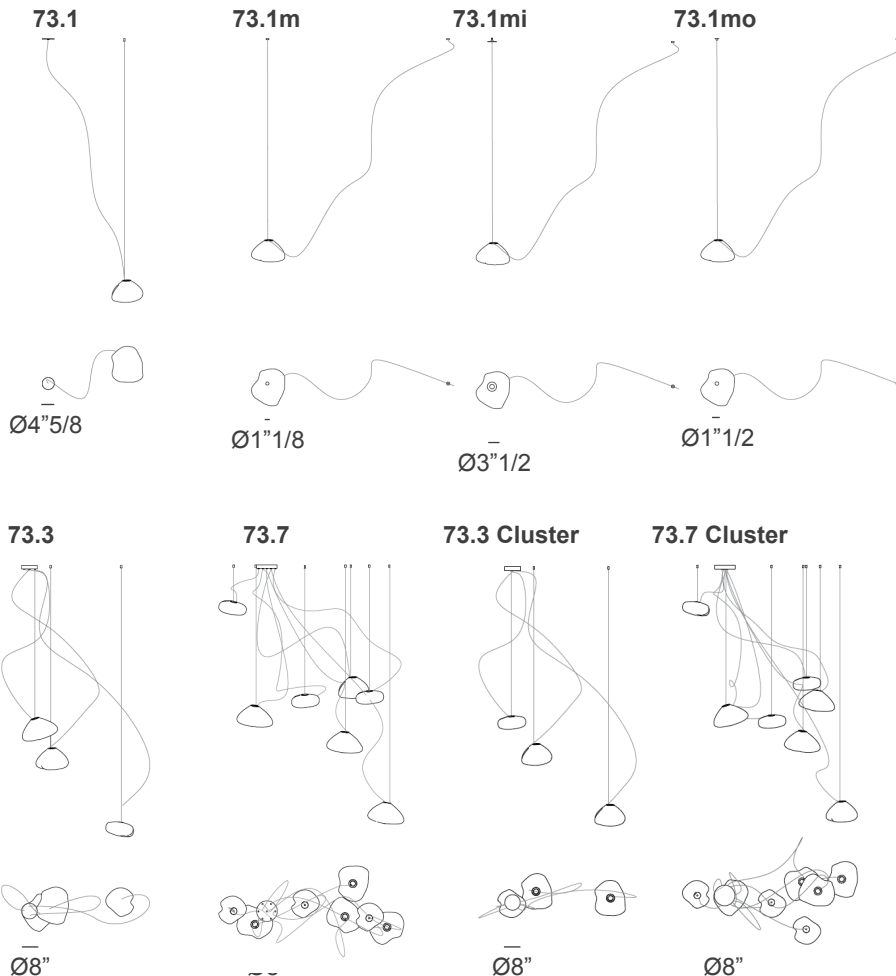 73.1
73.1m
73.1mi
73.1mo
Ø4”5/8
Ø1”1/8
Ø3”1/2
Ø1”1/2
73.3
73.7
73.3 Cluster
73.7 Cluster
Ø8”
Ø8”
Ø8”